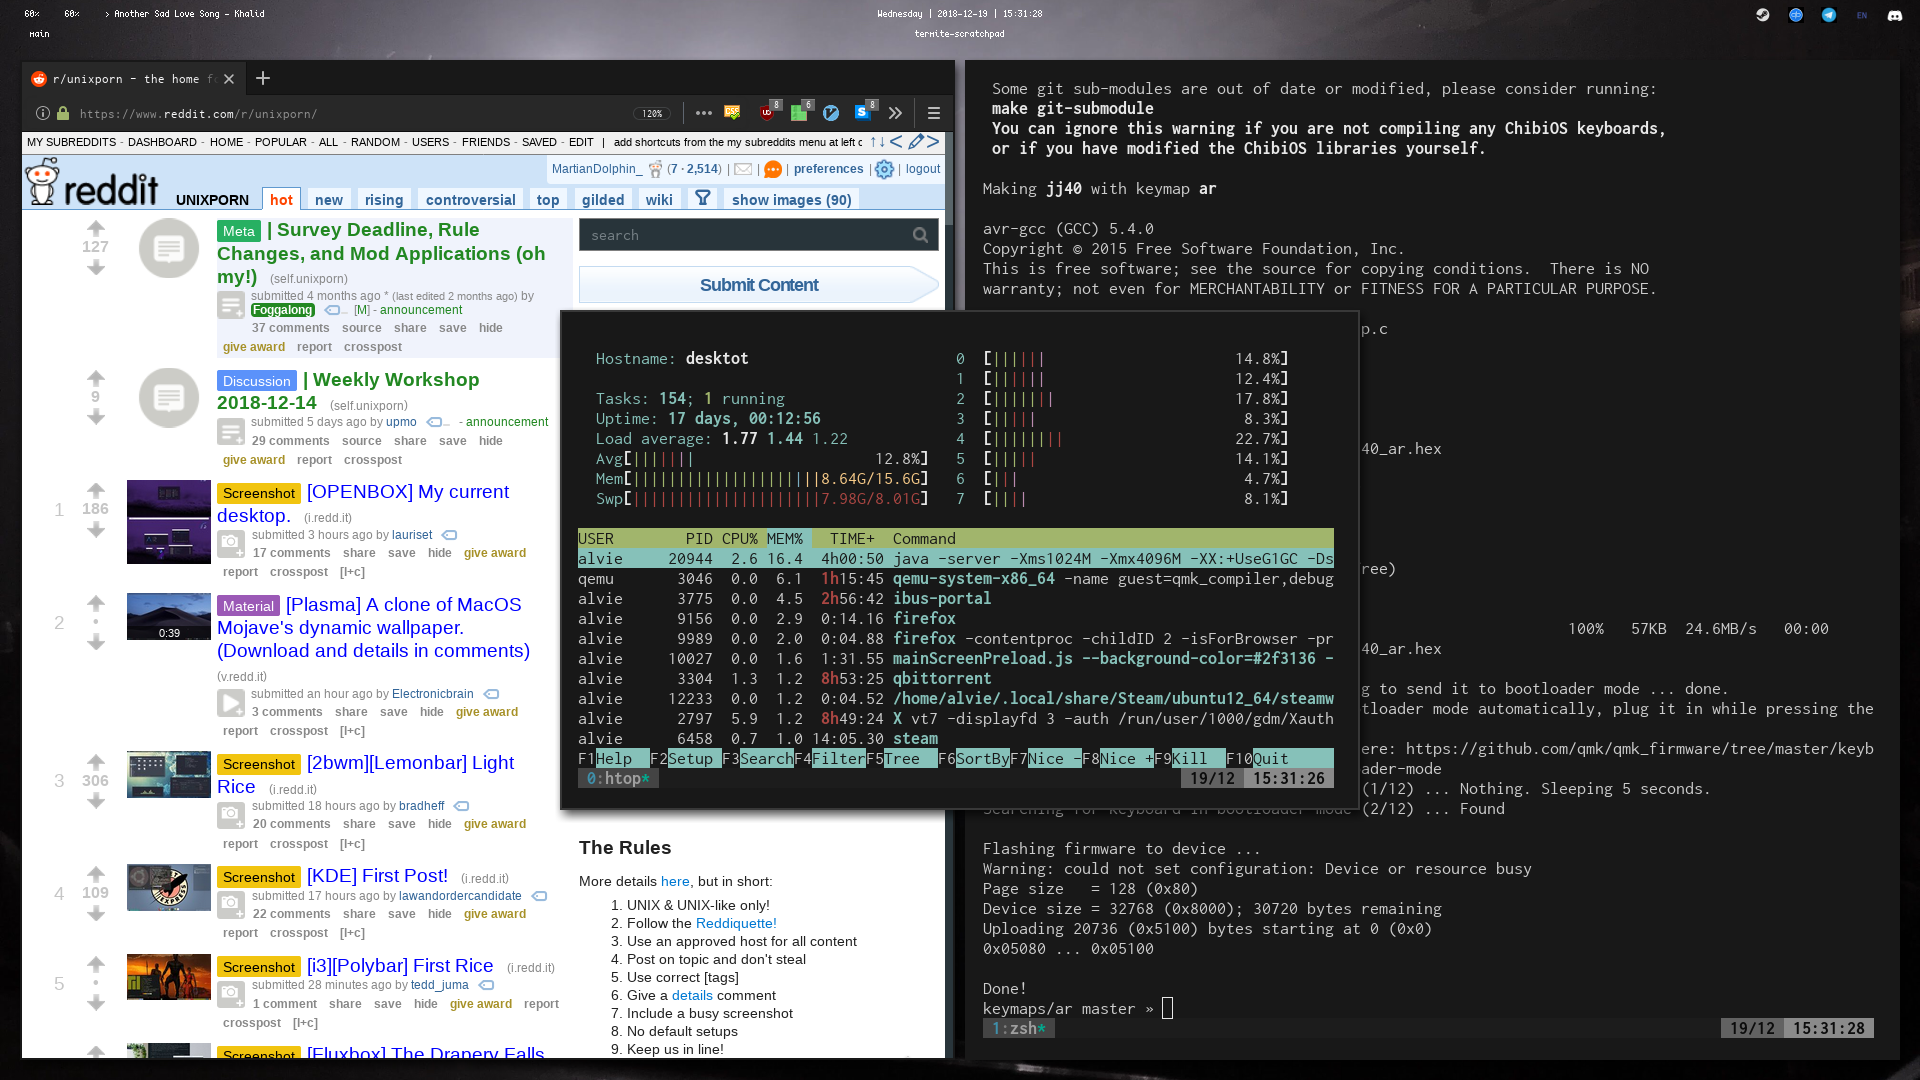 60% 60% > Another Sad Love Song - Khalid
Wednesday | 2018-12-19 | 15:31:28
EN
main
termite-scratchpad
r/unixporn - the home fo
https://www.reddit.com/r/unixporn/
120%
8
6
8
MY SUBREDDITS - DASHBOARD - HOME - POPULAR - ALL - RANDOM - USERS - FRIENDS - SAVED - EDIT | add shortcuts from the my subreddits menu at left c
MartianDolphin_ (7 · 2,514) | | | preferences | | logout
reddit UNIXPORN hot new rising controversial top gilded wiki show images (90)
127
Meta | Survey Deadline, Rule
Changes, and Mod Applications (oh
my!) (self.unixporn)
submitted 4 months ago * (last edited 2 months ago) by
Foggalong ... [M] - announcement
37 comments source share save hide
give award report crosspost
9
Discussion | Weekly Workshop
2018-12-14 (self.unixporn)
submitted 5 days ago by upmo ... - announcement
29 comments source share save hide
give award report crosspost
1
186
Screenshot [OPENBOX] My current
desktop. (i.redd.it)
submitted 3 hours ago by lauriset
17 comments share save hide give award
report crosspost [l+c]
2
•
0:39
Material [Plasma] A clone of MacOS
Mojave's dynamic wallpaper.
(Download and details in comments)
(v.redd.it)
submitted an hour ago by Electronicbrain
3 comments share save hide give award
report crosspost [l+c]
3
306
Screenshot [2bwm][Lemonbar] Light
Rice (i.redd.it)
submitted 18 hours ago by bradheff
20 comments share save hide give award
report crosspost [l+c]
4
109
Screenshot [KDE] First Post! (i.redd.it)
submitted 17 hours ago by lawandordercandidate
22 comments share save hide give award
report crosspost [l+c]
5
•
Screenshot [i3][Polybar] First Rice (i.redd.it)
submitted 28 minutes ago by tedd_juma
1 comment share save hide give award report
crosspost [l+c]
Screenshot [Fluxbox] The Drapery Falls
search
Submit Content
The Rules
More details here, but in short:
1. UNIX & UNIX-like only!
2. Follow the Reddiquette!
3. Use an approved host for all content
4. Post on topic and don't steal
5. Use correct [tags]
6. Give a details comment
7. Include a busy screenshot
8. No default setups
9. Keep us in line!
Hostname: desktot
Tasks: 154; 1 running
Uptime: 17 days, 00:12:56
Load average: 1.77 1.44 1.22
Avg[|||||||| 12.8%]
Mem[|||||||||||||||||||||8.64G/15.6G]
Swp[|||||||||||||||||||||7.98G/8.01G]
0 [||||||| 14.8%]
1 [|||||| 12.4%]
2 [|||||||| 17.8%]
3 [||||| 8.3%]
4 [||||||||| 22.7%]
5 [|||||| 14.1%]
6 [||| 4.7%]
7 [|||| 8.1%]
USER PID CPU% MEM% TIME+ Command
alvie 20944 2.6 16.4 4h00:50 java -server -Xms1024M -Xmx4096M -XX:+UseG1GC -Ds
qemu 3046 0.0 6.1 1h15:45 qemu-system-x86_64 -name guest=qmk_compiler,debug
alvie 3775 0.0 4.5 2h56:42 ibus-portal
alvie 9156 0.0 2.9 0:14.16 firefox
alvie 9989 0.0 2.0 0:04.88 firefox -contentproc -childID 2 -isForBrowser -pr
alvie 10027 0.0 1.6 1:31.55 mainScreenPreload.js --background-color=#2f3136 -
alvie 3304 1.3 1.2 8h53:25 qbittorrent
alvie 12233 0.0 1.2 0:04.52 /home/alvie/.local/share/Steam/ubuntu12_64/steamw
alvie 2797 5.9 1.2 8h49:24 X vt7 -displayfd 3 -auth /run/user/1000/gdm/Xauth
alvie 6458 0.7 1.0 14:05.30 steam
F1Help F2Setup F3SearchF4FilterF5Tree F6SortByF7Nice -F8Nice +F9Kill F10Quit
0:htop* 19/12 15:31:26
Some git sub-modules are out of date or modified, please consider running:
make git-submodule
You can ignore this warning if you are not compiling any ChibiOS keyboards,
or if you have modified the ChibiOS libraries yourself.
Making jj40 with keymap ar
avr-gcc (GCC) 5.4.0
Copyright © 2015 Free Software Foundation, Inc.
This is free software; see the source for copying conditions. There is NO
warranty; not even for MERCHANTABILITY or FITNESS FOR A PARTICULAR PURPOSE.
p.c
40_ar.hex
ree)
100% 57KB 24.6MB/s 00:00
40_ar.hex
g to send it to bootloader mode ... done.
tloader mode automatically, plug it in while pressing the
ere: https://github.com/qmk/qmk_firmware/tree/master/keyb
ader-mode
(1/12) ... Nothing. Sleeping 5 seconds.
Searching for keyboard in bootloader mode (2/12) ... Found
Flashing firmware to device ...
Warning: could not set configuration: Device or resource busy
Page size = 128 (0x80)
Device size = 32768 (0x8000); 30720 bytes remaining
Uploading 20736 (0x5100) bytes starting at 0 (0x0)
0x05080 ... 0x05100
Done!
keymaps/ar master »
1:zsh* 19/12 15:31:28